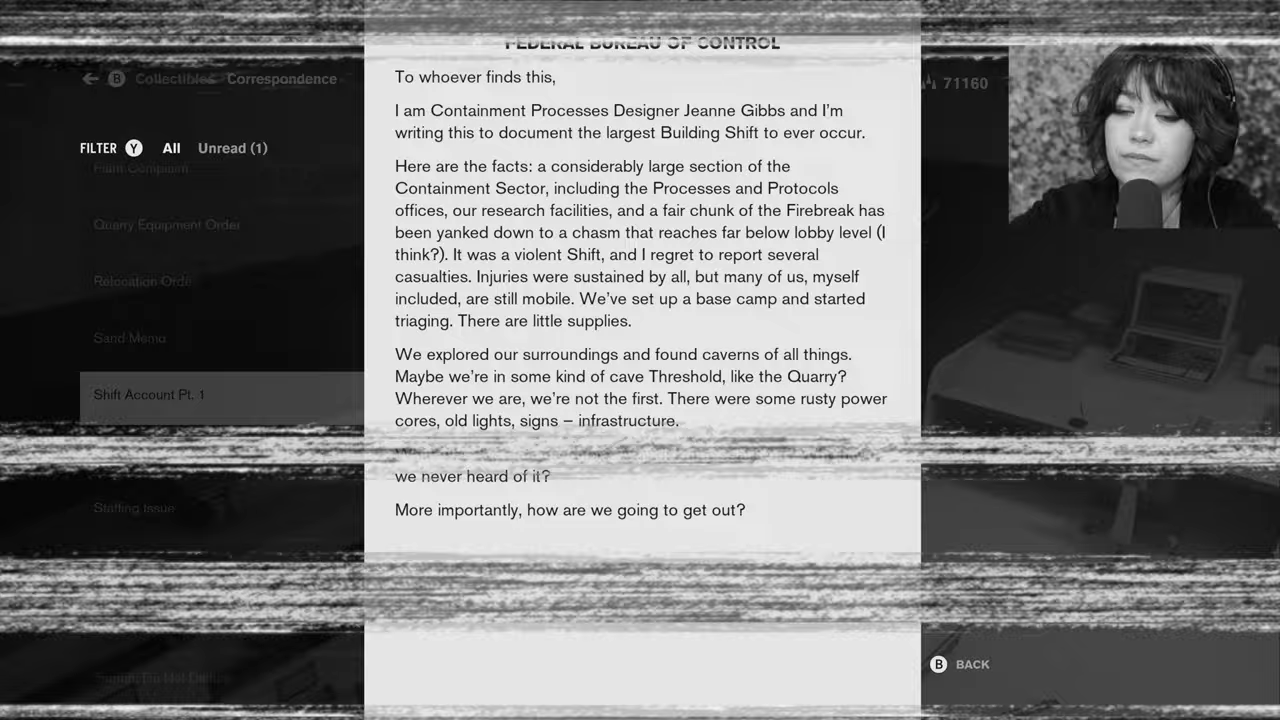 FEDERAL BUREAU OF CONTROL
B Collectibles Correspondence
71160
FILTER Y All Unread (1)
Quarry Equipment Order
Sand Memo
Shift Account Pt. 1
Staffing Issue
To whoever finds this,
I am Containment Processes Designer Jeanne Gibbs and I'm
writing this to document the largest Building Shift to ever occur.
Here are the facts: a considerably large section of the
Containment Sector, including the Processes and Protocols
offices, our research facilities, and a fair chunk of the Firebreak has
been yanked down to a chasm that reaches far below lobby level (I
think?). It was a violent Shift, and I regret to report several
casualties. Injuries were sustained by all, but many of us, myself
included, are still mobile. We've set up a base camp and started
triaging. There are little supplies.
We explored our surroundings and found caverns of all things.
Maybe we're in some kind of cave Threshold, like the Quarry?
Wherever we are, we're not the first. There were some rusty power
cores, old lights, signs – infrastructure.
we never heard of it?
More importantly, how are we going to get out?
B BACK